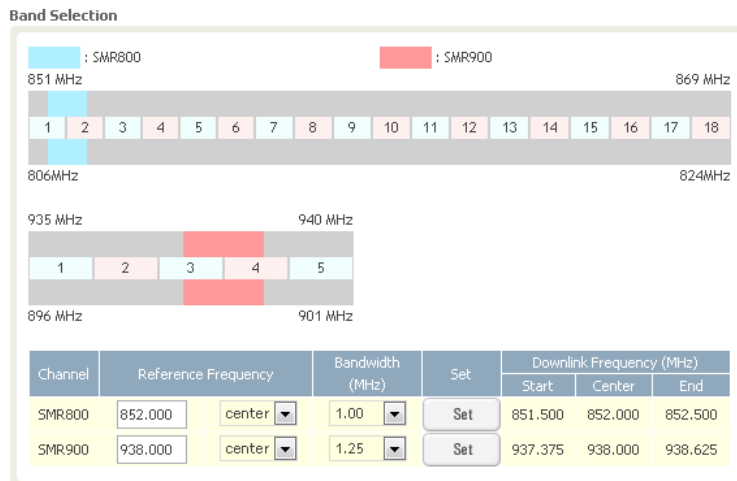 Band Selection
: SMR800 : SMR900
851 MHz 869 MHz
1 2 3 4 5 6 7 8 9 10 11 12 13 14 15 16 17 18
806MHz 824MHz
935 MHz 940 MHz
1 2 3 4 5
896 MHz 901 MHz
Channel Reference Frequency Bandwidth (MHz) Set Downlink Frequency (MHz)
Start Center End
SMR800 852.000 center 1.00 Set 851.500 852.000 852.500
SMR900 938.000 center 1.25 Set 937.375 938.000 938.625